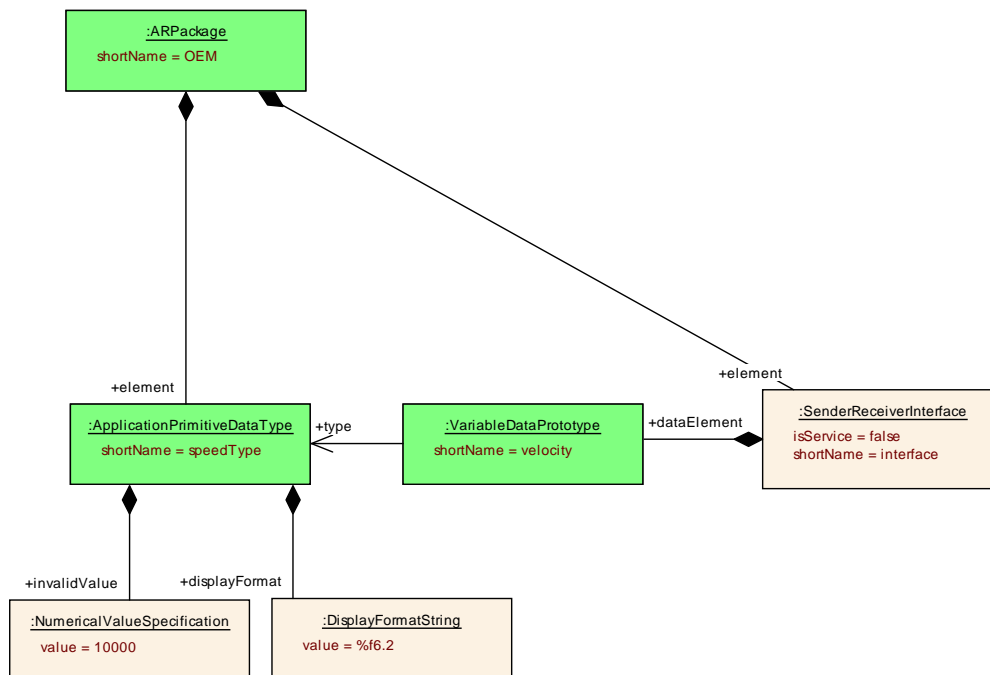 :ARPackage
shortName = OEM
+element
+element
:ApplicationPrimitiveDataType
shortName = speedType
+type
:VariableDataPrototype
shortName = velocity
+dataElement
:SenderReceiverInterface
isService = false
shortName = interface
+invalidValue
+displayFormat
:NumericalValueSpecification
value = 10000
:DisplayFormatString
value = %f6.2